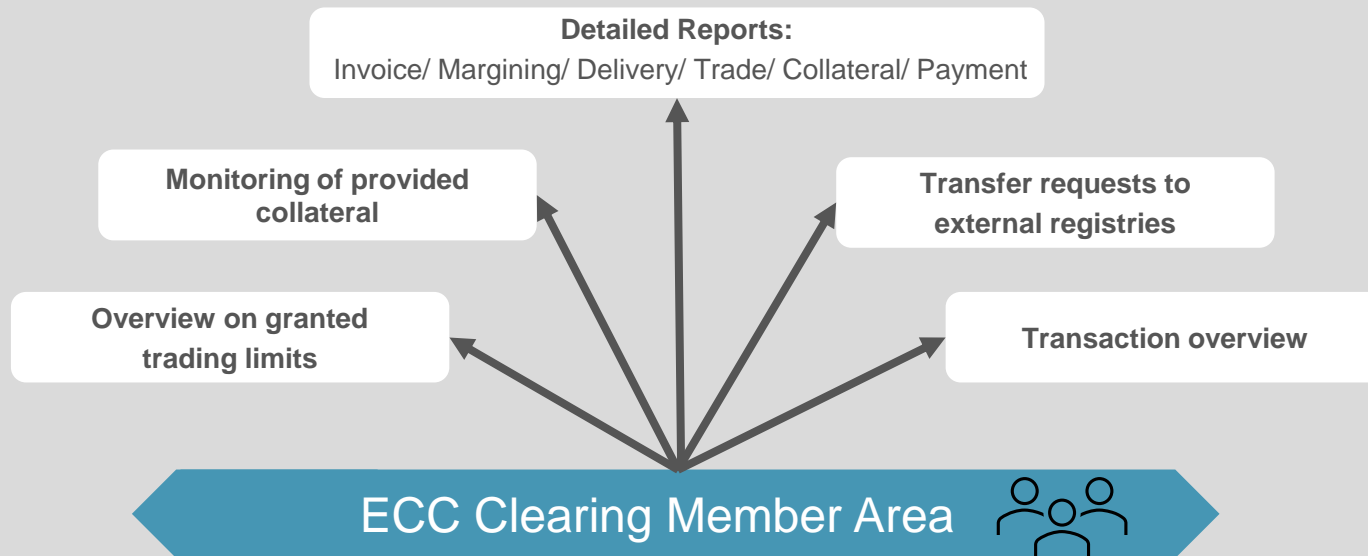 Detailed Reports:
Invoice/ Margining/ Delivery/ Trade/ Collateral/ Payment
Monitoring of provided
collateral
Transfer requests to
external registries
Overview on granted
trading limits
Transaction overview
ECC Clearing Member Area